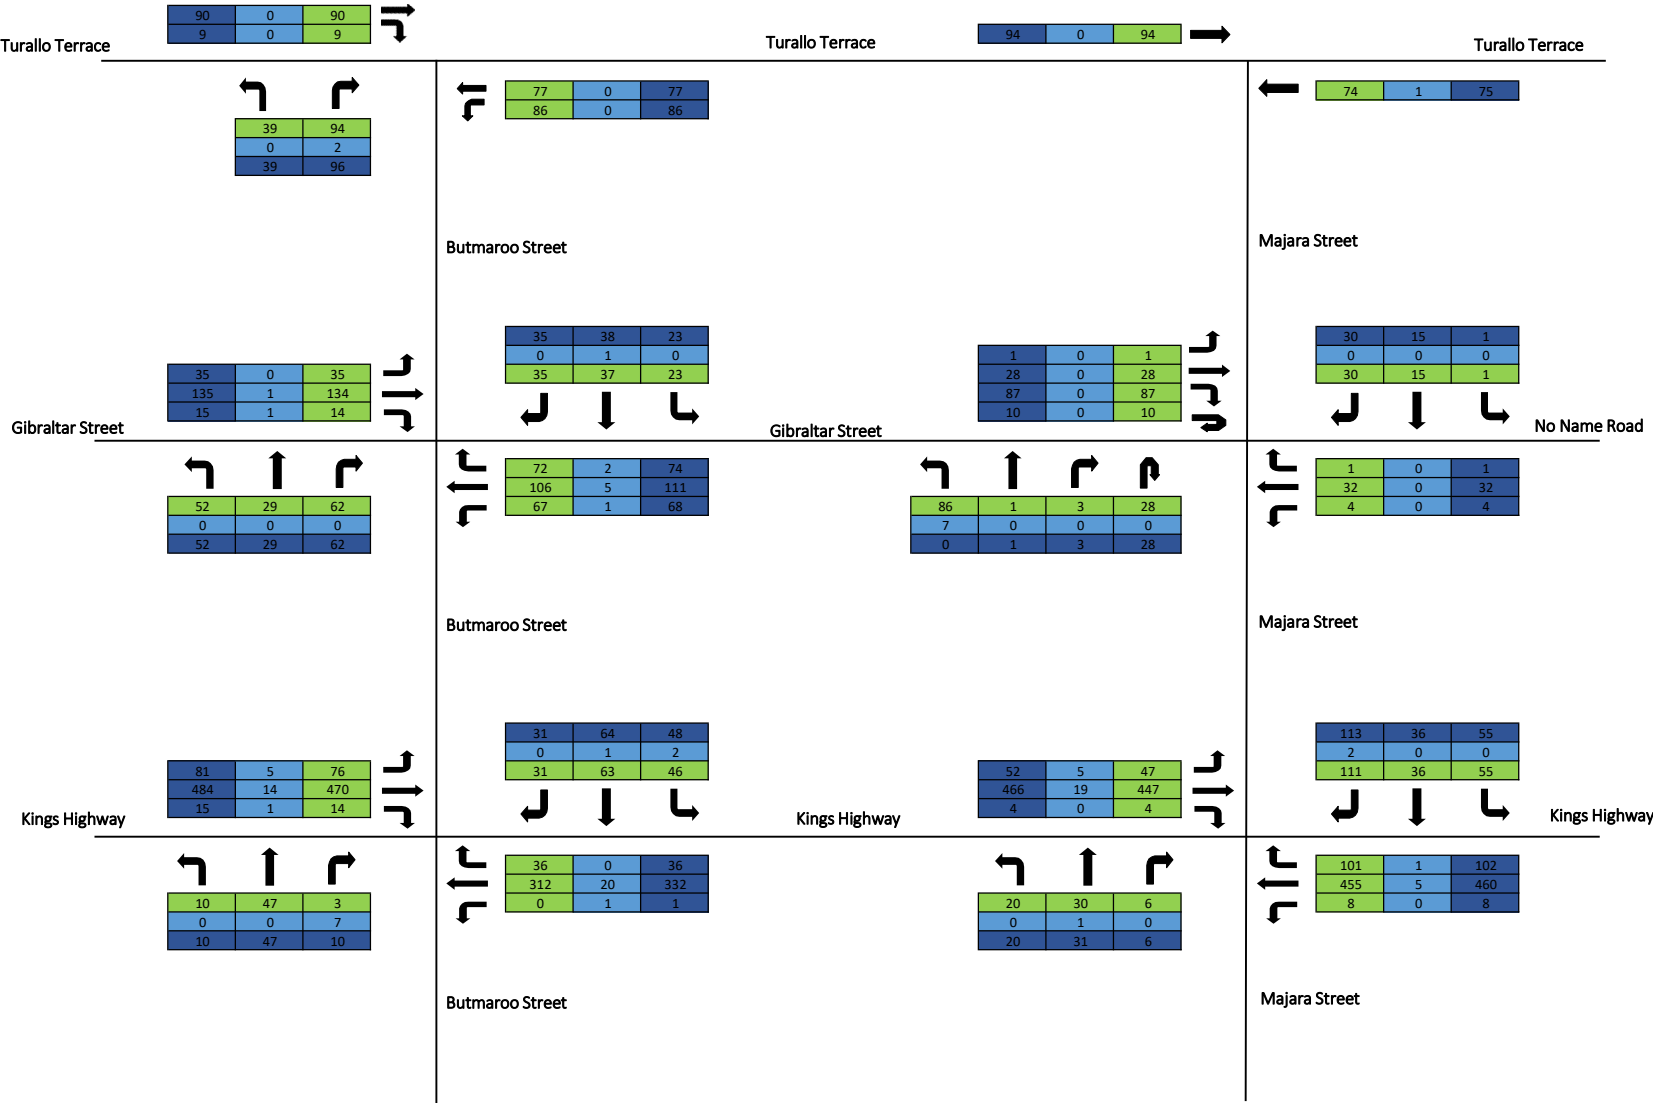 90 0 90
9 0 9
Turallo Terrace
Turallo Terrace
94 0 94
Turallo Terrace
39 94
0 2
39 96
77 0 77
86 0 86
74 1 75
Butmaroo Street
Majara Street
35 0 35
135 1 134
15 1 14
35 38 23
0 1 0
35 37 23
1 0 1
28 0 28
87 0 87
10 0 10
30 15 1
0 0 0
30 15 1
Gibraltar Street
Gibraltar Street
No Name Road
52 29 62
0 0 0
52 29 62
72 2 74
106 5 111
67 1 68
86 1 3 28
7 0 0 0
0 1 3 28
1 0 1
32 0 32
4 0 4
Butmaroo Street
Majara Street
81 5 76
484 14 470
15 1 14
31 64 48
0 1 2
31 63 46
52 5 47
466 19 447
4 0 4
113 36 55
2 0 0
111 36 55
Kings Highway
Kings Highway
Kings Highway
10 47 3
0 0 7
10 47 10
36 0 36
312 20 332
0 1 1
20 30 6
0 1 0
20 31 6
101 1 102
455 5 460
8 0 8
Butmaroo Street
Majara Street